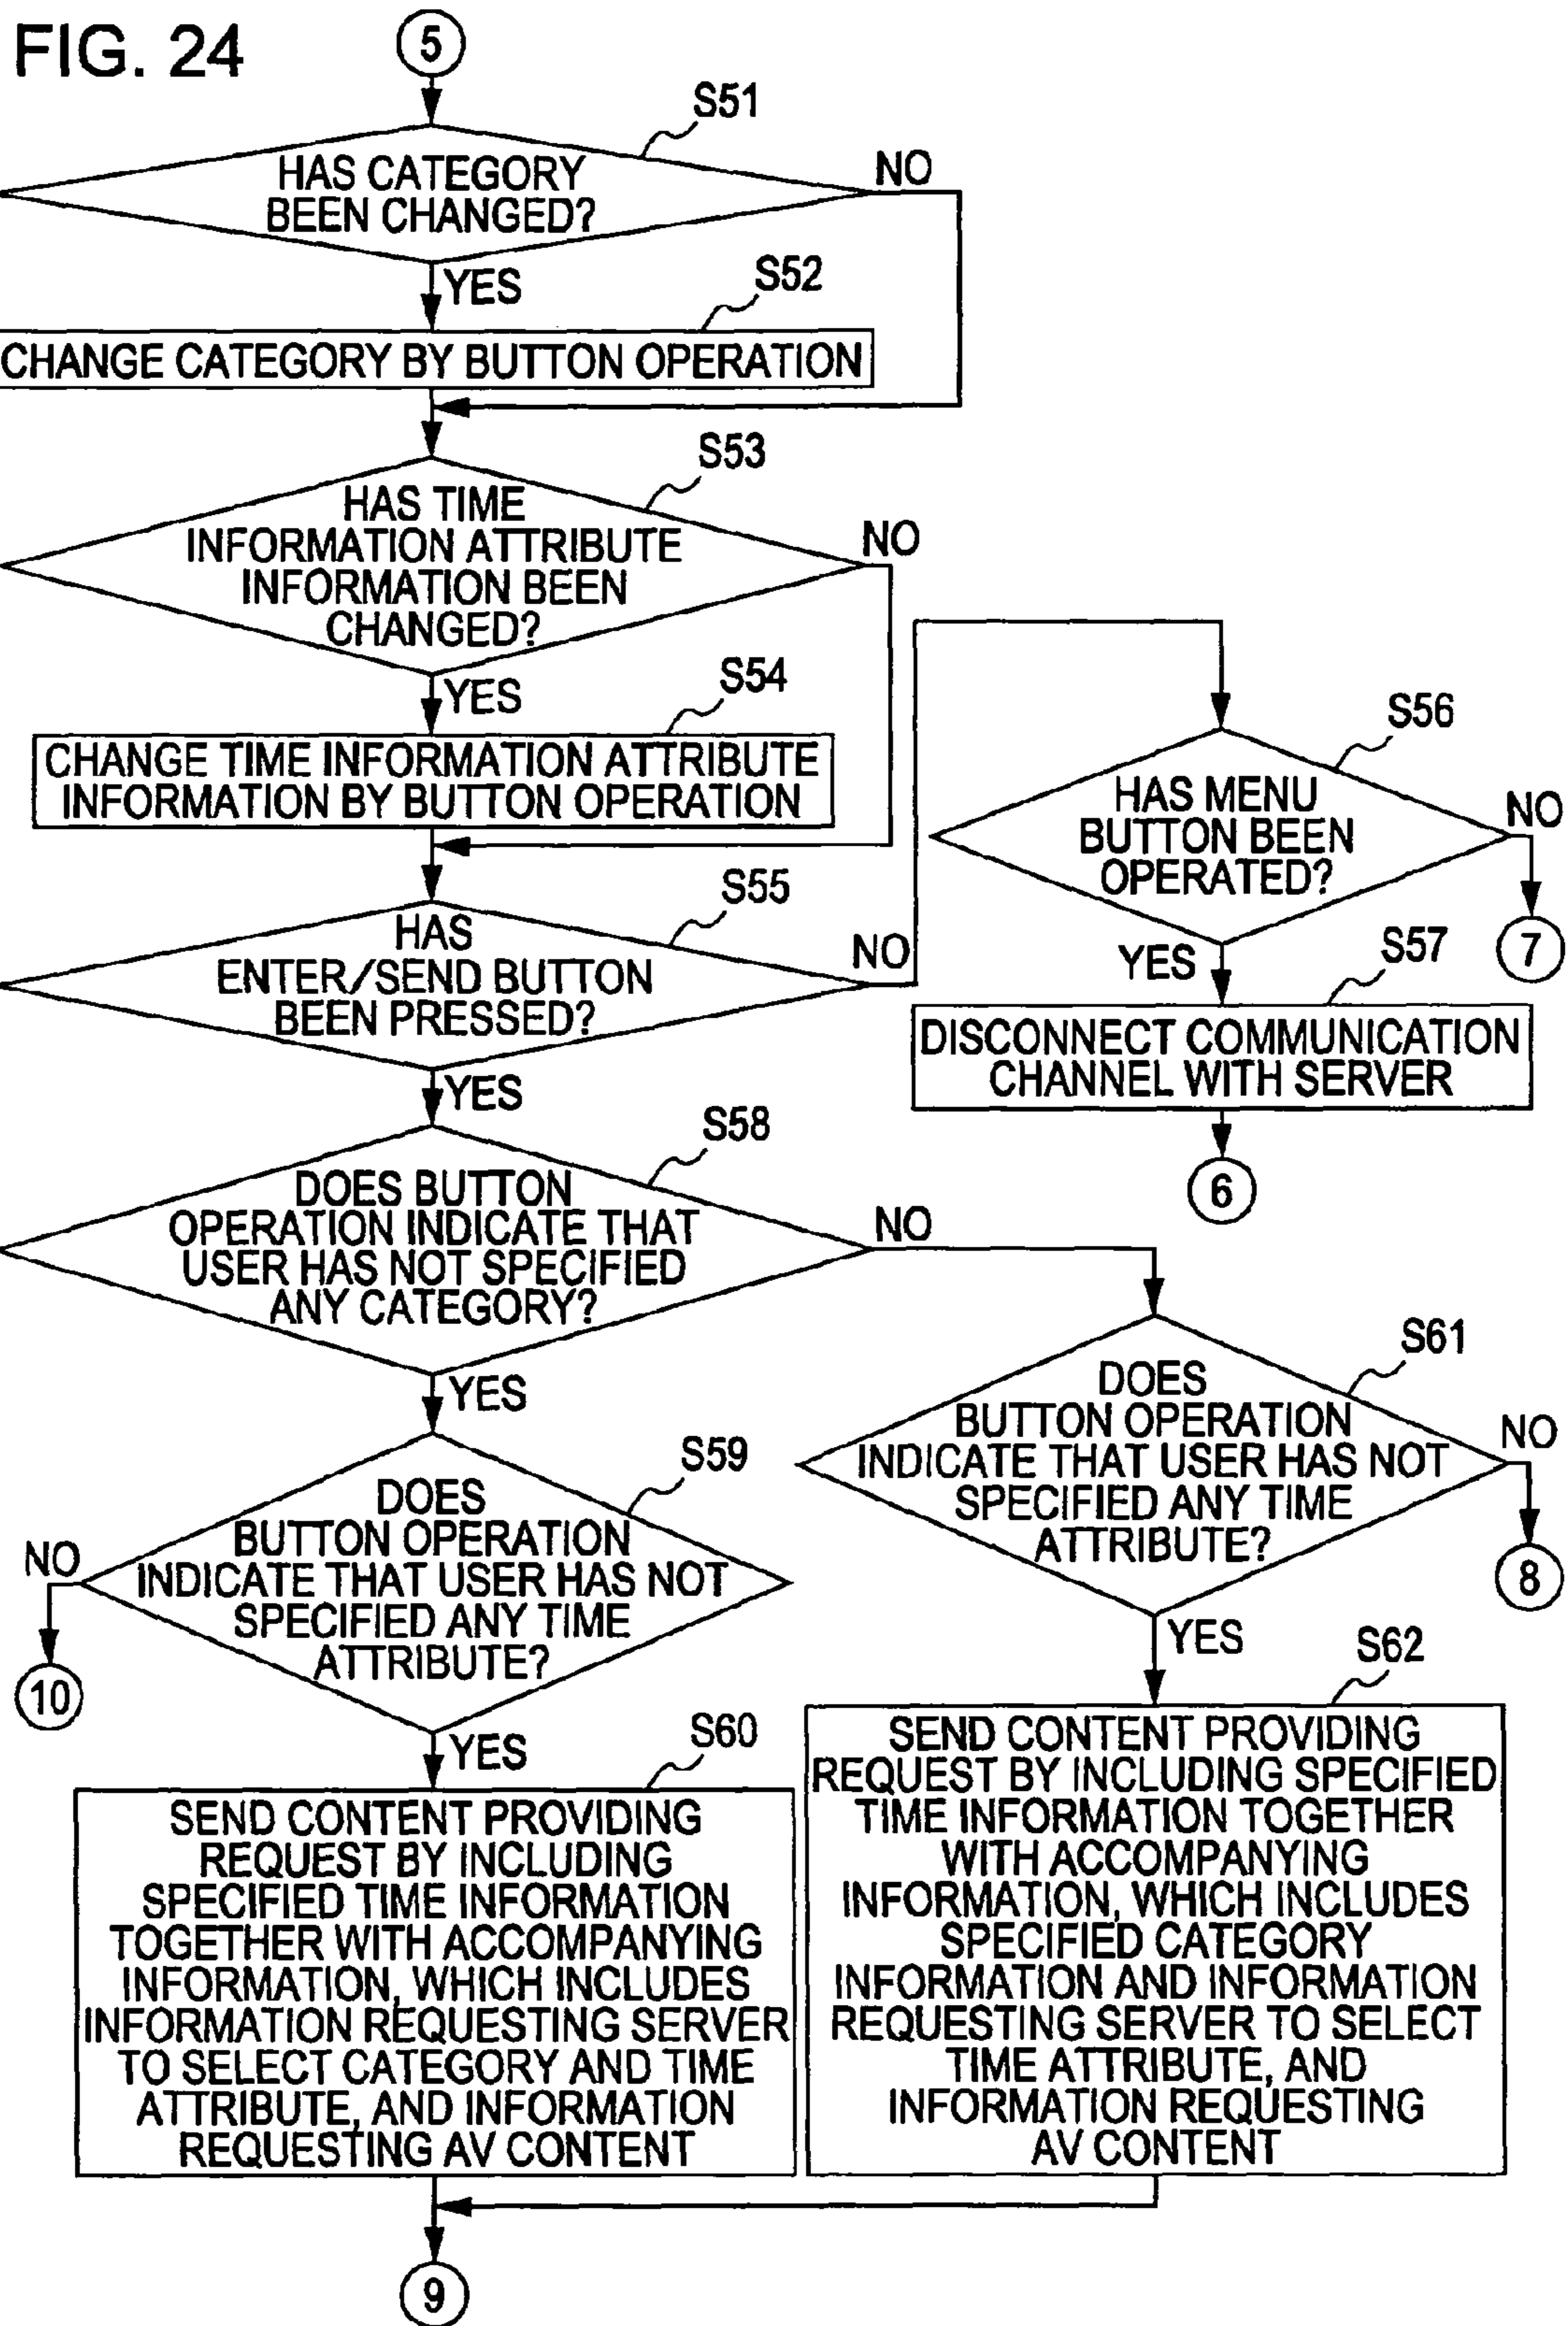 FIG. 24
5
S51
HAS CATEGORY
BEEN CHANGED?
NO
YES
S52
CHANGE CATEGORY BY BUTTON OPERATION
S53
HAS TIME
INFORMATION ATTRIBUTE
INFORMATION BEEN
CHANGED?
NO
YES
S54
CHANGE TIME INFORMATION ATTRIBUTE
INFORMATION BY BUTTON OPERATION
S55
HAS
ENTER/SEND BUTTON
BEEN PRESSED?
NO
YES
S56
HAS MENU
BUTTON BEEN
OPERATED?
NO
7
YES
S57
DISCONNECT COMMUNICATION
CHANNEL WITH SERVER
6
S58
DOES BUTTON
OPERATION INDICATE THAT
USER HAS NOT SPECIFIED
ANY CATEGORY?
NO
YES
S59
DOES
BUTTON OPERATION
INDICATE THAT USER HAS NOT
SPECIFIED ANY TIME
ATTRIBUTE?
NO
10
YES
S60
SEND CONTENT PROVIDING
REQUEST BY INCLUDING
SPECIFIED TIME INFORMATION
TOGETHER WITH ACCOMPANYING
INFORMATION, WHICH INCLUDES
INFORMATION REQUESTING SERVER
TO SELECT CATEGORY AND TIME
ATTRIBUTE, AND INFORMATION
REQUESTING AV CONTENT
S61
DOES
BUTTON OPERATION
INDICATE THAT USER HAS NOT
SPECIFIED ANY TIME
ATTRIBUTE?
NO
8
YES
S62
SEND CONTENT PROVIDING
REQUEST BY INCLUDING SPECIFIED
TIME INFORMATION TOGETHER
WITH ACCOMPANYING
INFORMATION, WHICH INCLUDES
SPECIFIED CATEGORY
INFORMATION AND INFORMATION
REQUESTING SERVER TO SELECT
TIME ATTRIBUTE, AND
INFORMATION REQUESTING
AV CONTENT
9